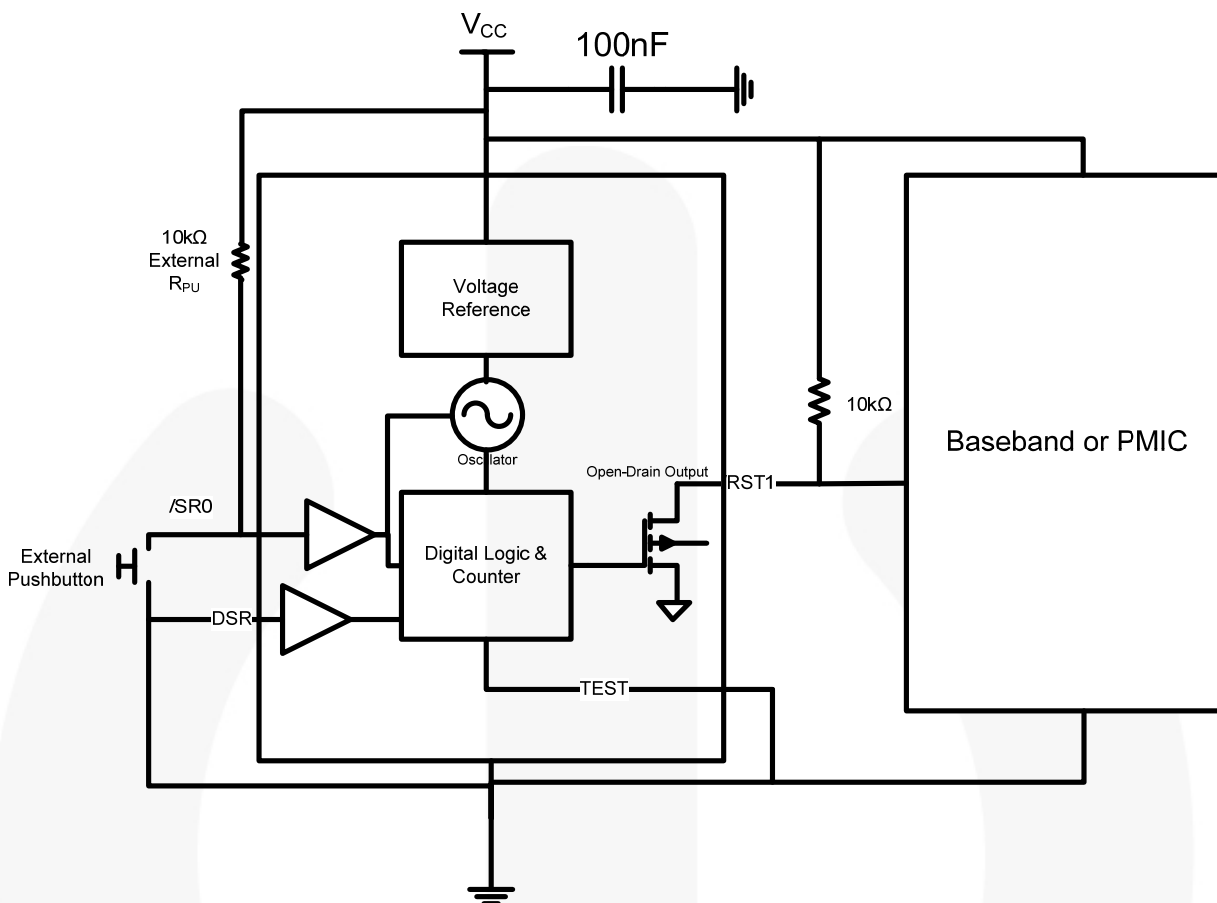 VCC
100nF
10kΩ
External
RPU
Voltage
Reference
Oscillator
10kΩ
Baseband or PMIC
Open-Drain Output
/SR0
RST1
External
Pushbutton
Digital Logic &
Counter
DSR
TEST